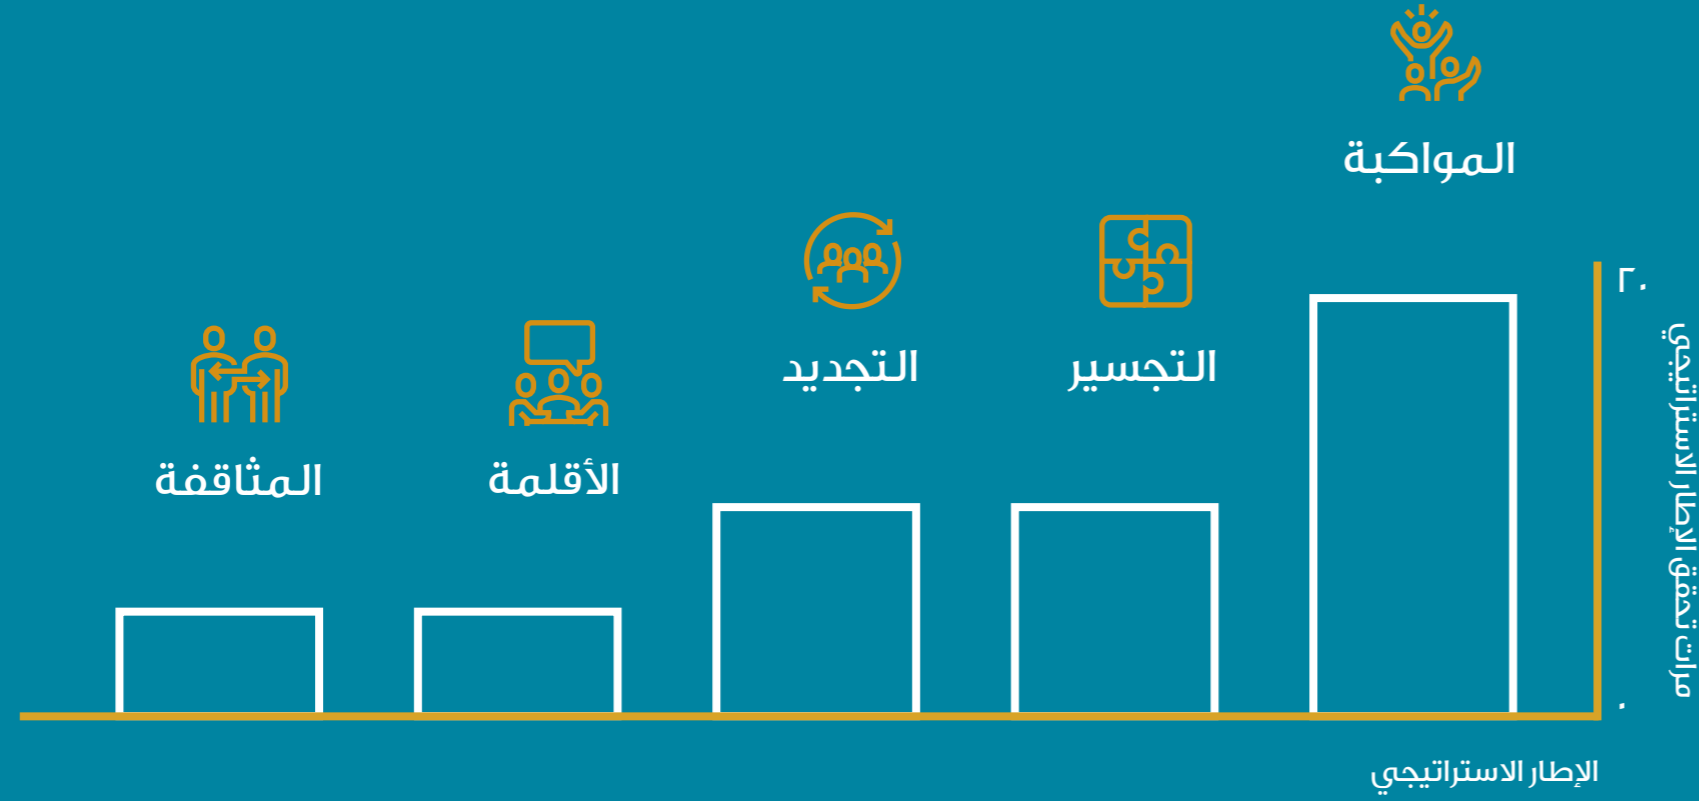 المواكبة
التجسير
التجديد
الأقلمة
المثاقفة
٢٠
مرات تحقق الإطار الاستراتيجي
٠
الإطار الاستراتيجي